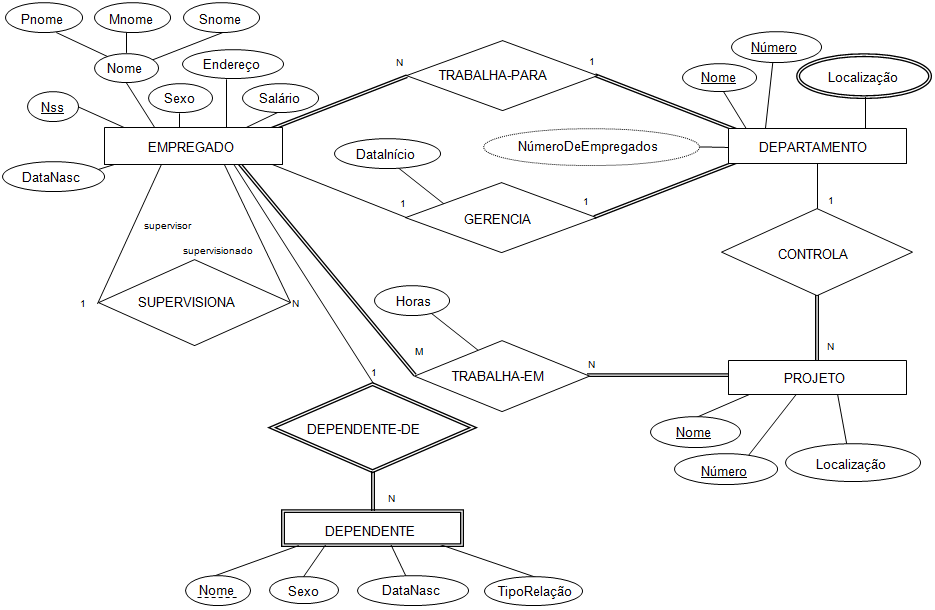 Pnome
Mnome
Snome
Nome
Endereço
Nss
Sexo
Salário
EMPREGADO
DataNasc
N
TRABALHA-PARA
1
Nome
Número
Localização
NúmeroDeEmpregados
DEPARTAMENTO
DataInício
1
GERENCIA
1
supervisor
supervisionado
1
SUPERVISIONA
N
1
CONTROLA
N
Horas
M
TRABALHA-EM
N
PROJETO
Nome
Número
Localização
1
DEPENDENTE-DE
N
DEPENDENTE
Nome
Sexo
DataNasc
TipoRelação